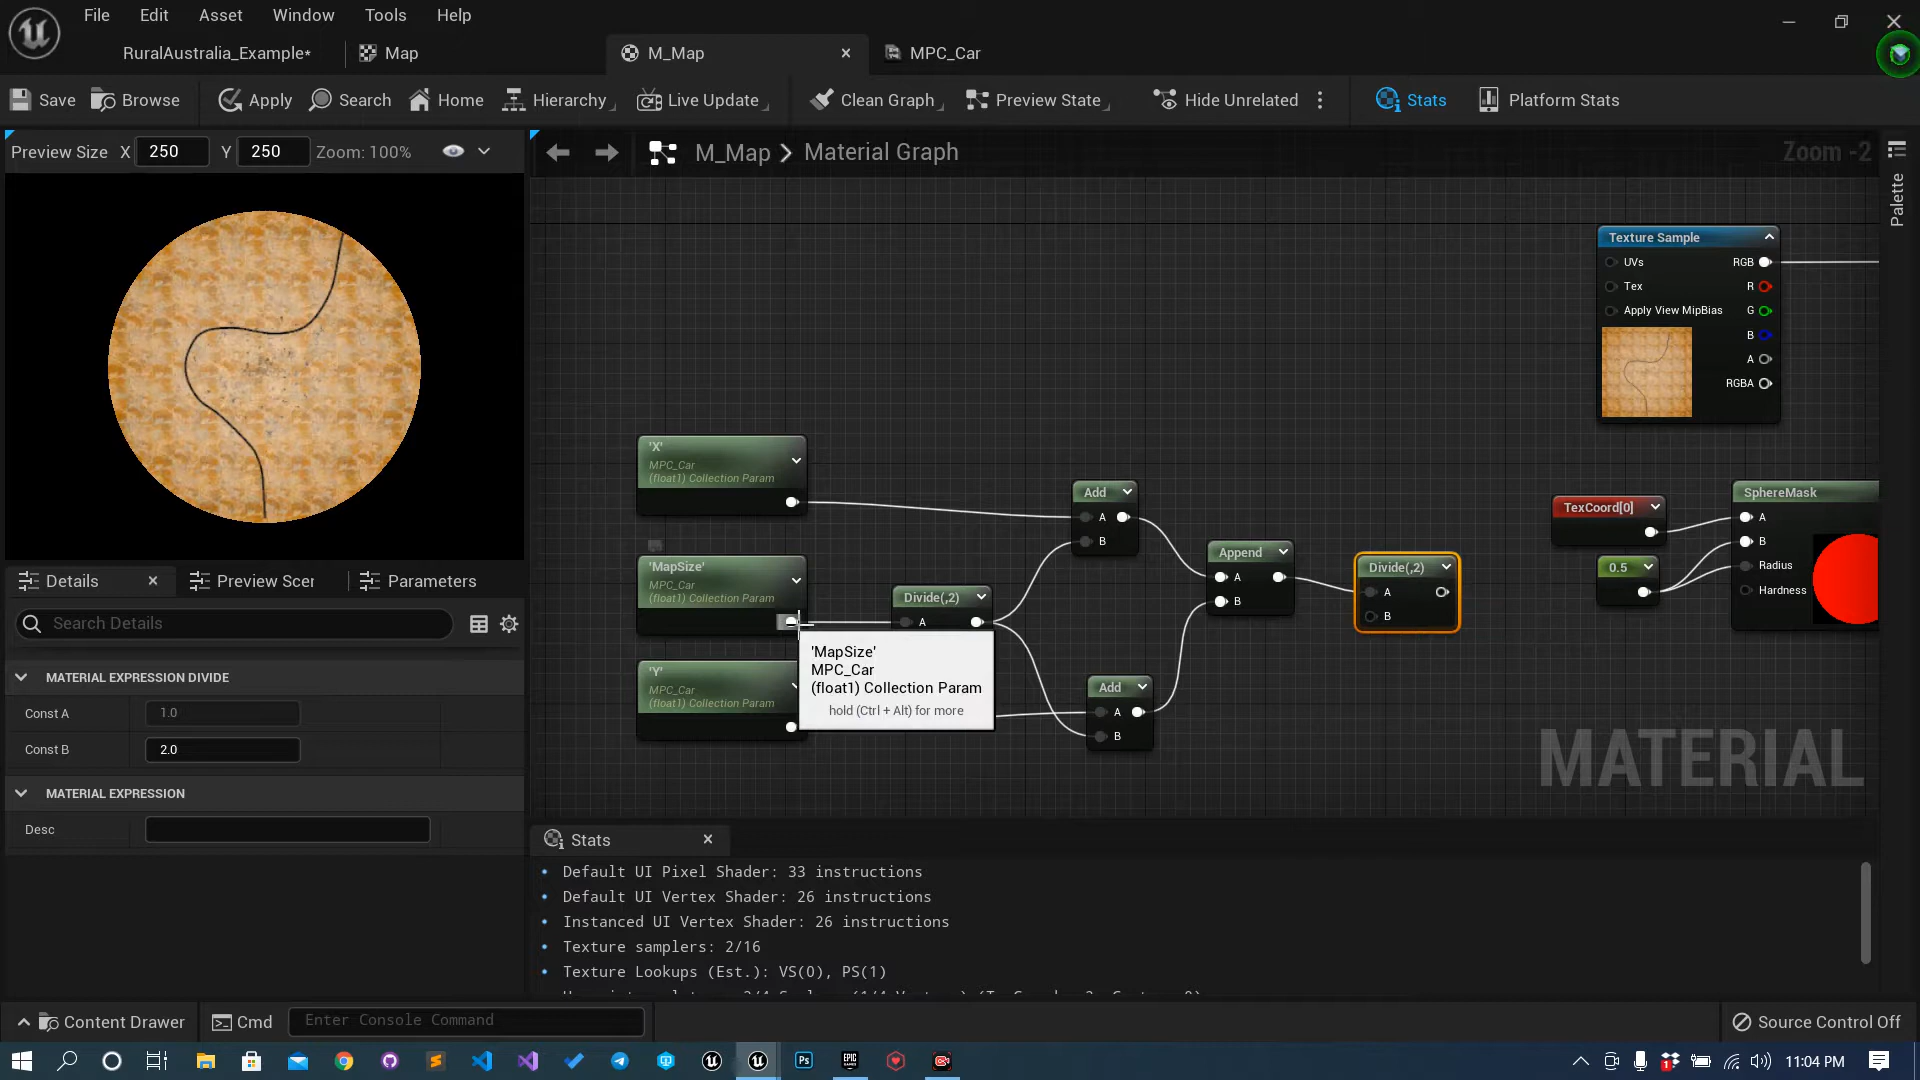 File Edit Asset Window Tools Help
RuralAustralia_Example* Map M_Map MPC_Car
Save Browse Apply Search Home Hierarchy Live Update Clean Graph Preview State Hide Unrelated Stats Platform Stats
Preview Size X 250 Y 250 Zoom: 100%
M_Map Material Graph
Zoom -2
Palette
Texture Sample
UVs RGB
Tex R
Apply View MipBias G
B
A
RGBA
'X'
MPC_Car
(float1) Collection Param
'MapSize'
MPC_Car
(float1) Collection Param
'Y'
MPC_Car
(float1) Collection Param
Divide(,2)
A
Add
A
B
Add
A
B
Append
A
B
Divide(,2)
A
B
TexCoord[0]
0.5
SphereMask
A
B
Radius
Hardness
'MapSize'
MPC_Car
(float1) Collection Param
hold (Ctrl + Alt) for more
MATERIAL
Details Preview Scer Parameters
Search Details
MATERIAL EXPRESSION DIVIDE
Const A 1.0
Const B 2.0
MATERIAL EXPRESSION
Desc
Stats
Default UI Pixel Shader: 33 instructions
Default UI Vertex Shader: 26 instructions
Instanced UI Vertex Shader: 26 instructions
Texture samplers: 2/16
Texture Lookups (Est.): VS(0), PS(1)
Content Drawer Cmd Enter Console Command Source Control Off
Ps EPIC GAMES 1 11:04 PM